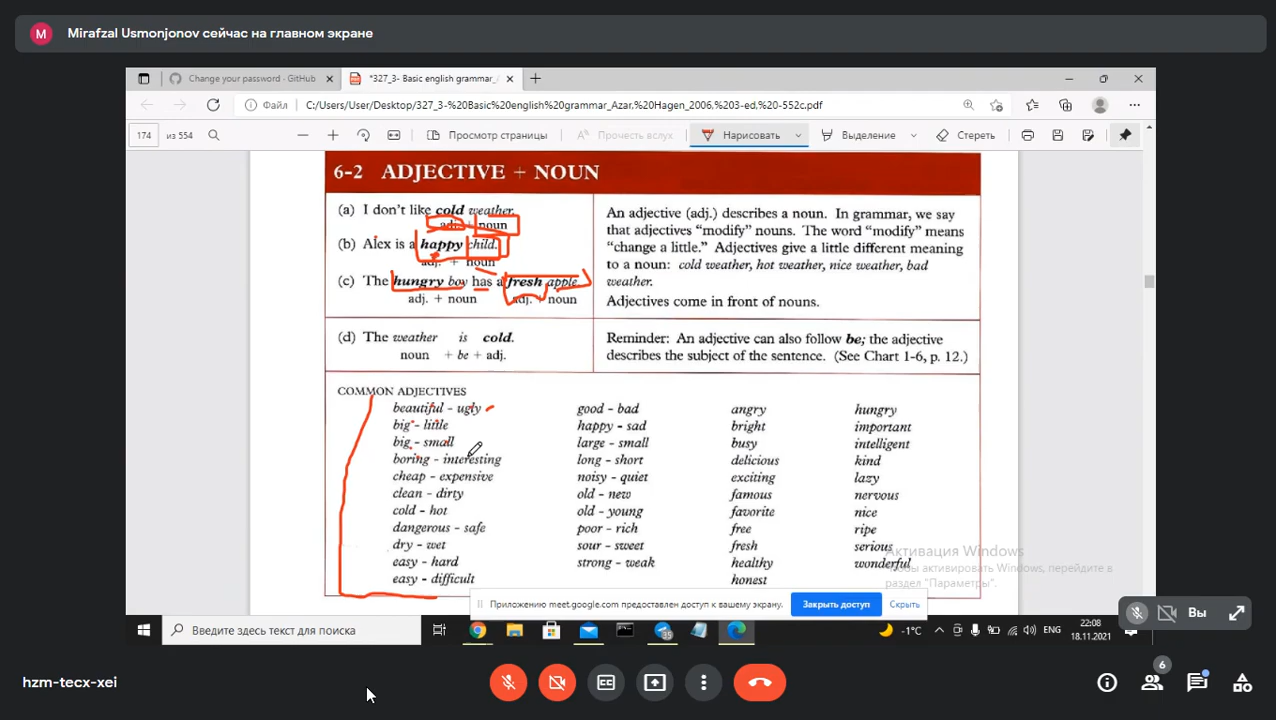 M Mirafzal Usmonjonov сейчас на главном экране
Change your password · GitHub
*327_3- Basic english grammar_
Файл C:/Users/User/Desktop/327_3-%20Basic%20english%20grammar_Azar,%20Hagen_2006.%203-ed,%20-552c.pdf
174 из 554 Просмотр страницы Прочесть вслух Нарисовать Выделение Стереть
6-2 ADJECTIVE + NOUN
(a) I don't like cold weather.
adj. + noun
(b) Alex is a happy child.
adj. + noun
(c) The hungry boy has a fresh apple.
adj. + noun adj. + noun
An adjective (adj.) describes a noun. In grammar, we say
that adjectives "modify" nouns. The word "modify" means
"change a little." Adjectives give a little different meaning
to a noun: cold weather, hot weather, nice weather, bad
weather.
Adjectives come in front of nouns.
(d) The weather is cold.
noun + be + adj.
Reminder: An adjective can also follow be; the adjective
describes the subject of the sentence. (See Chart 1-6, p. 12.)
COMMON ADJECTIVES
beautiful - ugly
big - little
big - small
boring - interesting
cheap - expensive
clean - dirty
cold - hot
dangerous - safe
dry - wet
easy - hard
easy - difficult
good - bad
happy - sad
large - small
long - short
noisy - quiet
old - new
old - young
poor - rich
sour - sweet
strong - weak
angry
bright
busy
delicious
exciting
famous
favorite
free
fresh
healthy
honest
hungry
important
intelligent
kind
lazy
nervous
nice
ripe
serious
wonderful
Активация Windows
Чтобы активировать Windows, перейдите в
раздел "Параметры".
Приложению meet.google.com предоставлен доступ к вашему экрану. Закрыть доступ Скрыть
Вы
Введите здесь текст для поиска
35
-1°C
ENG
22:08
18.11.2021
hzm-tecx-xei
6